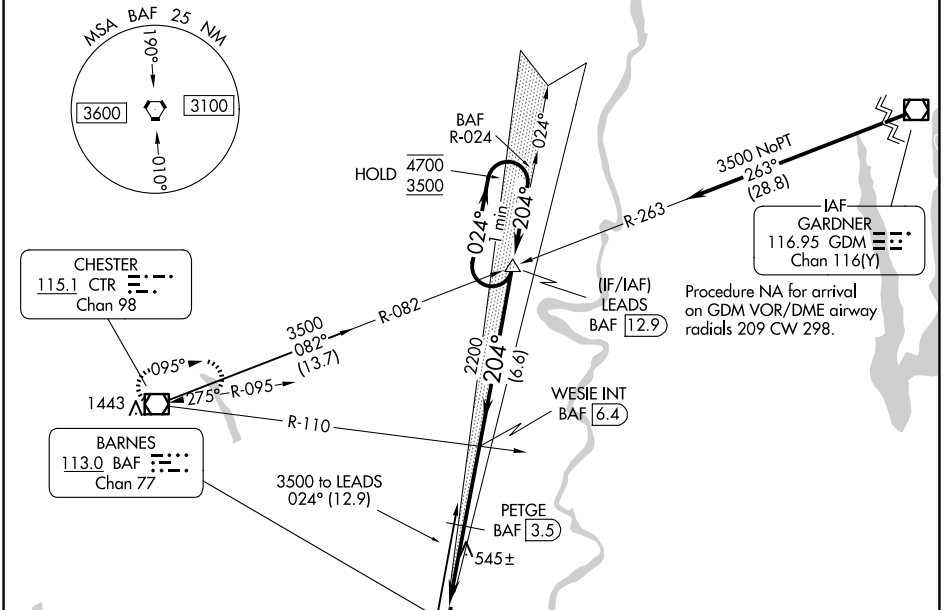 MSA BAF 25 NM
190°
3600
3100
010°
BAF
R-024
024°
HOLD
4700
3500
024°
1 min
204°
3500 NoPT
263°
(28.8)
R-263
IAF
GARDNER
116.95 GDM
Chan 116(Y)
CHESTER
115.1 CTR
Chan 98
(IF/IAF)
LEADS
BAF 12.9
Procedure NA for arrival
on GDM VOR/DME airway
radials 209 CW 298.
3500
082°
(13.7)
R-082
095°
275°
R-095
1443
R-110
2200
204°
(6.6)
WESIE INT
BAF 6.4
BARNES
113.0 BAF
Chan 77
3500 to LEADS
024° (12.9)
PETGE
BAF 3.5
545±